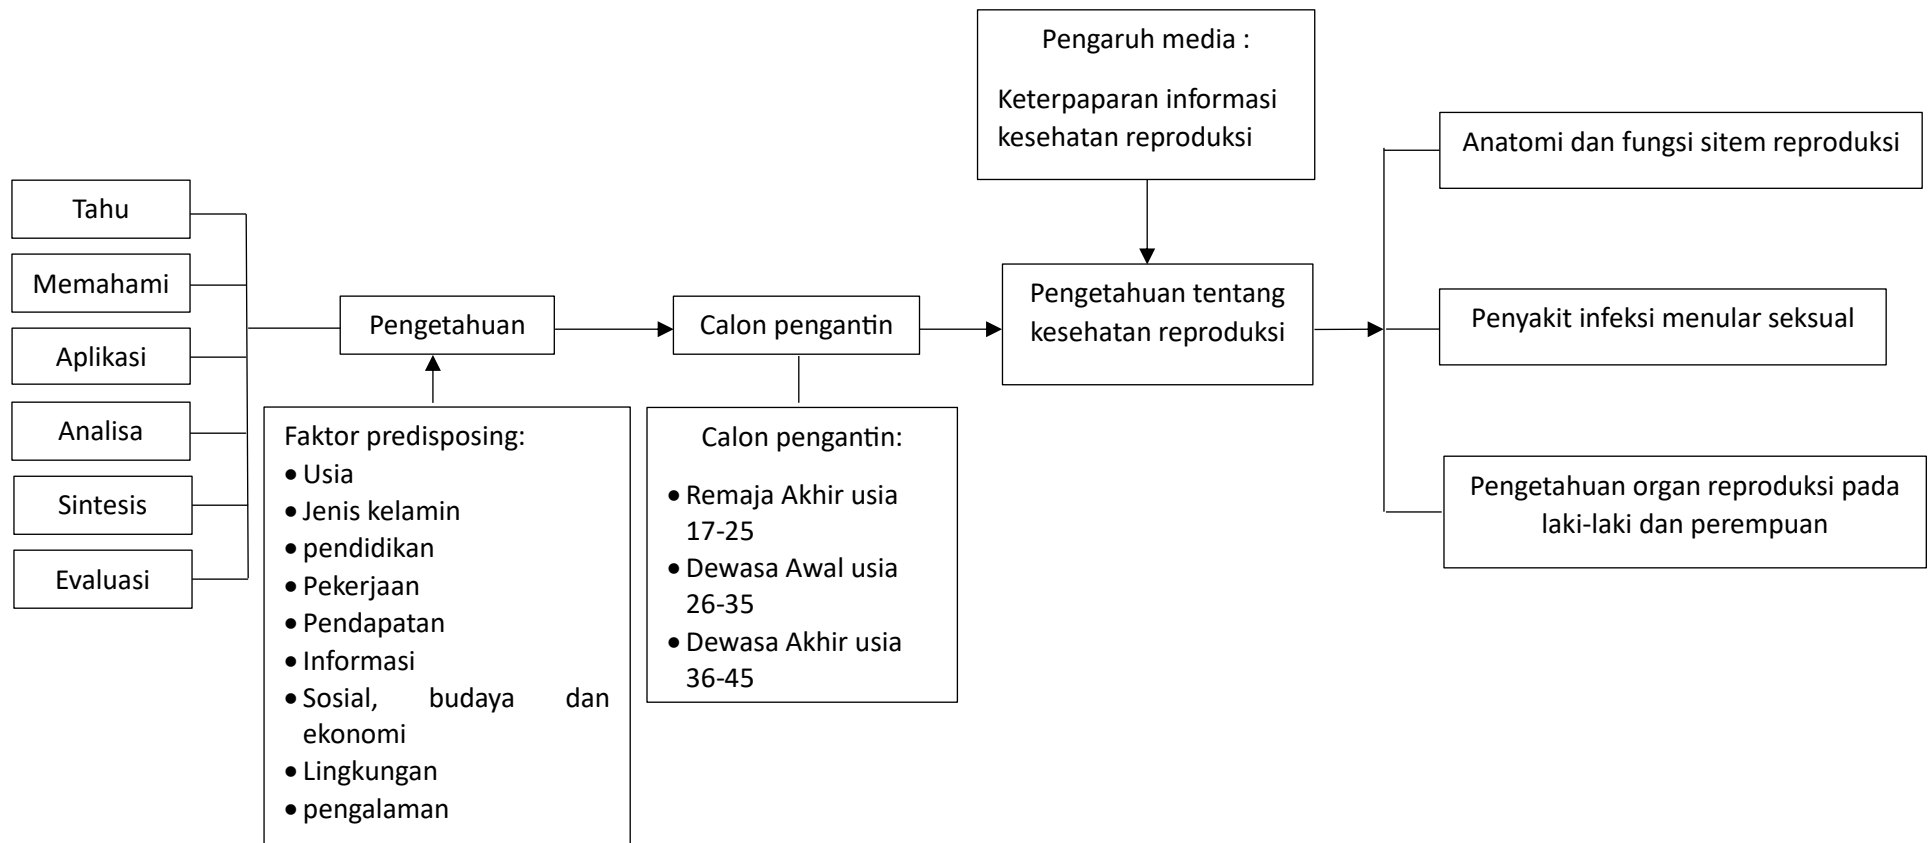 Pengaruh media :
Keterpaparan informasi
kesehatan reproduksi
Anatomi dan fungsi sitem reproduksi
Tahu
Memahami
Aplikasi
Analisa
Sintesis
Evaluasi
Pengetahuan
Calon pengantin
Pengetahuan tentang
kesehatan reproduksi
Penyakit infeksi menular seksual
Faktor predisposing:
• Usia
• Jenis kelamin
• pendidikan
• Pekerjaan
• Pendapatan
• Informasi
• Sosial, budaya dan
ekonomi
• Lingkungan
• pengalaman
Calon pengantin:
• Remaja Akhir usia
17-25
• Dewasa Awal usia
26-35
• Dewasa Akhir usia
36-45
Pengetahuan organ reproduksi pada
laki-laki dan perempuan